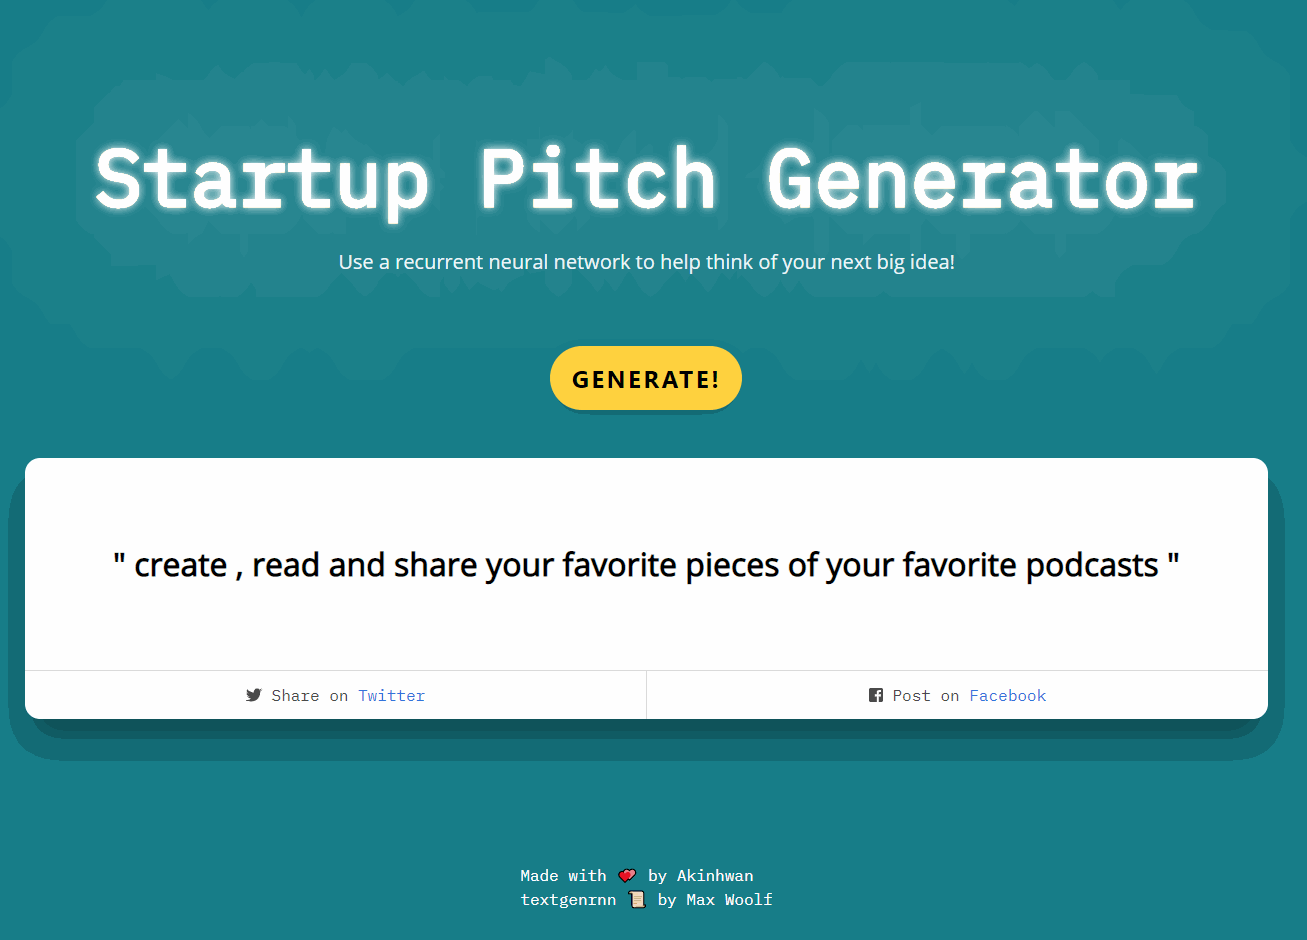 Startup Pitch Generator
Use a recurrent neural network to help think of your next big idea!
GENERATE!
" create , read and share your favorite pieces of your favorite podcasts "
Share on Twitter
Post on Facebook
Made with ❤️ by Akinhwan
textgenrnn 📜 by Max Woolf